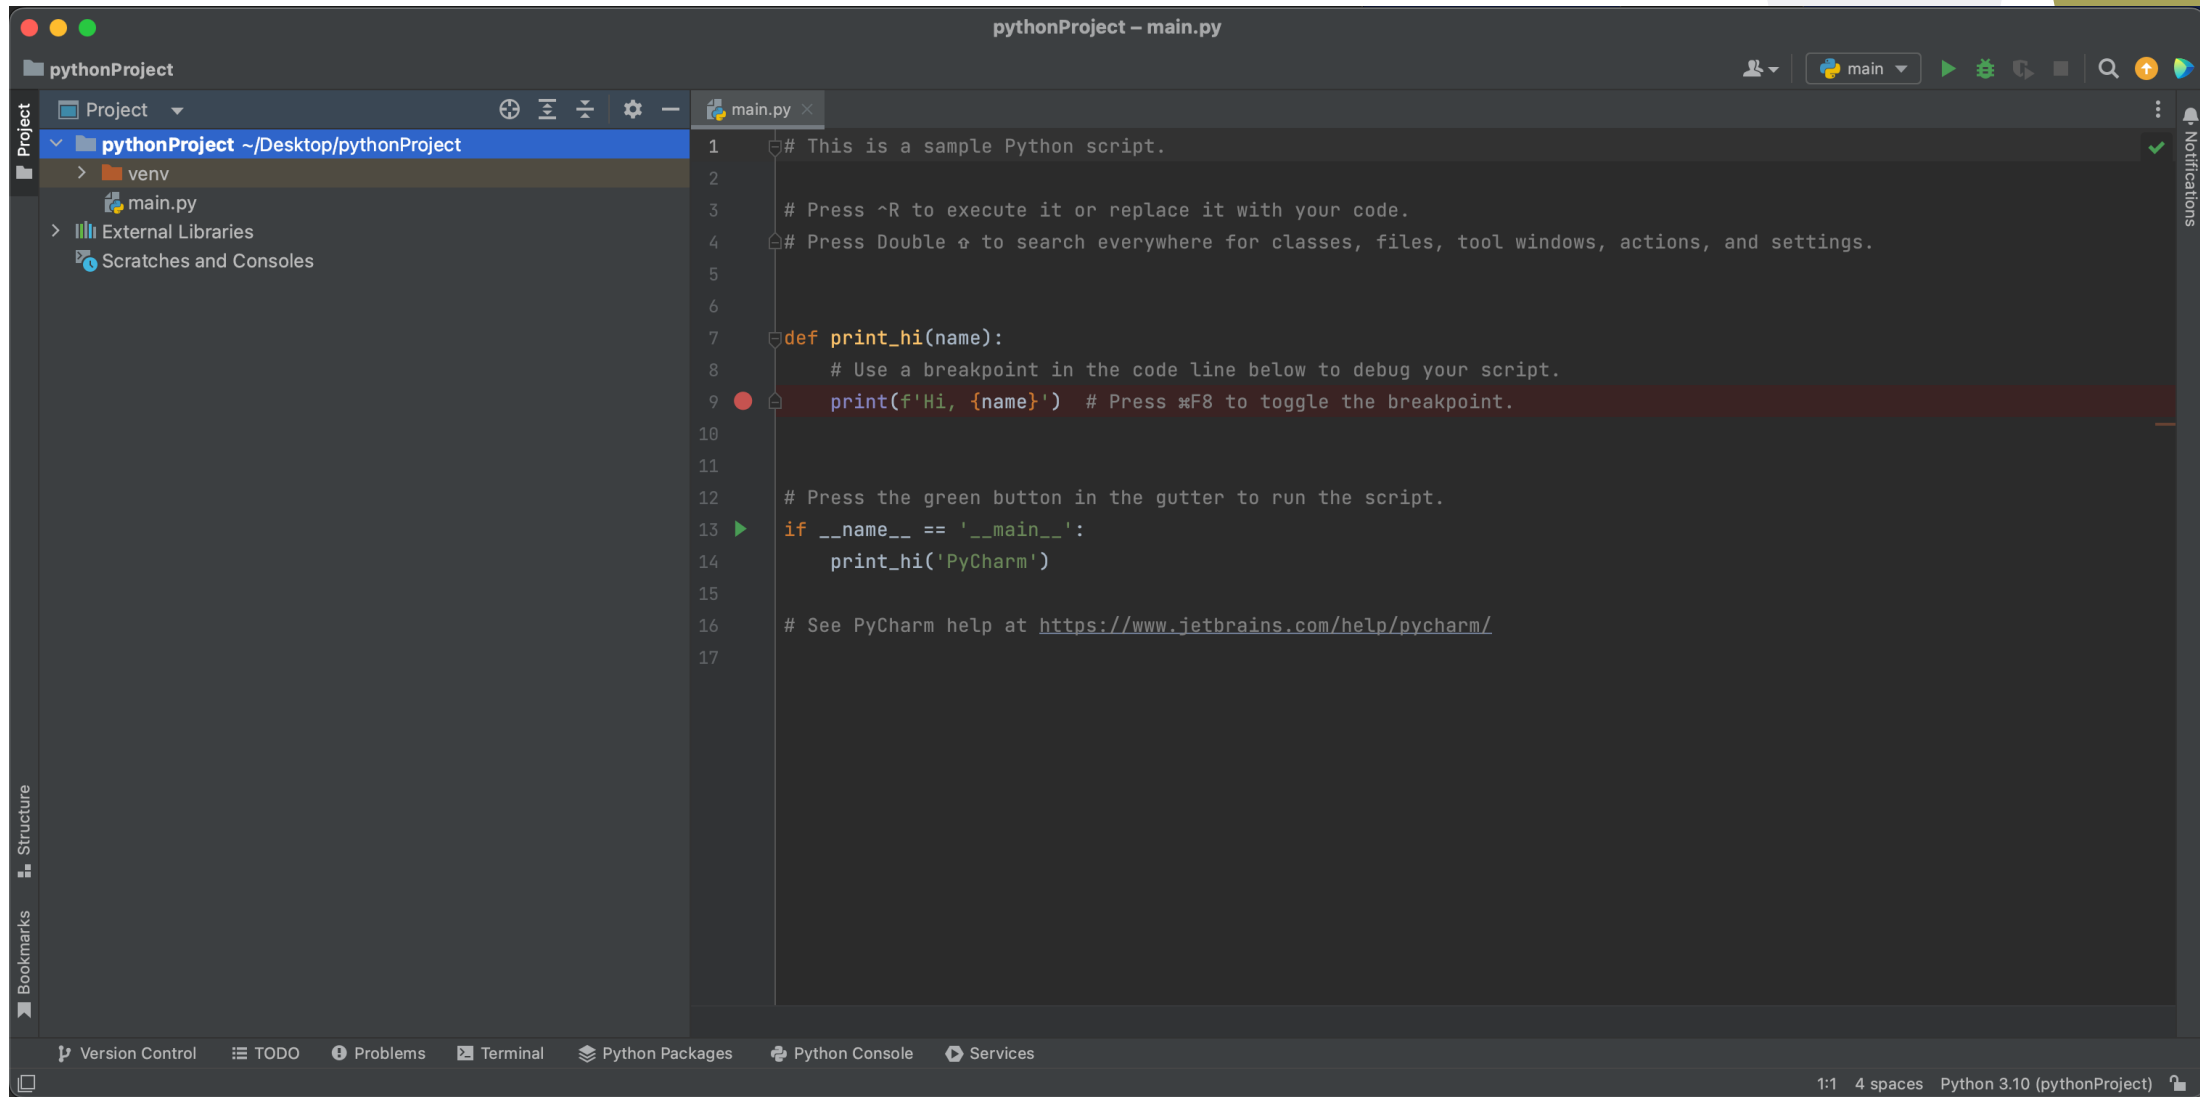 pythonProject – main.py
pythonProject
main
Project
Project
pythonProject ~/Desktop/pythonProject
venv
main.py
External Libraries
Scratches and Consoles
Structure
Bookmarks
main.py
1 # This is a sample Python script.
2
3 # Press ^R to execute it or replace it with your code.
4 # Press Double ⇧ to search everywhere for classes, files, tool windows, actions, and settings.
5
6
7 def print_hi(name):
8     # Use a breakpoint in the code line below to debug your script.
9     print(f'Hi, {name}')  # Press ⌘F8 to toggle the breakpoint.
10
11
12 # Press the green button in the gutter to run the script.
13 if __name__ == '__main__':
14     print_hi('PyCharm')
15
16 # See PyCharm help at https://www.jetbrains.com/help/pycharm/
17
Notifications
Version Control TODO Problems Terminal Python Packages Python Console Services
1:1 4 spaces Python 3.10 (pythonProject)